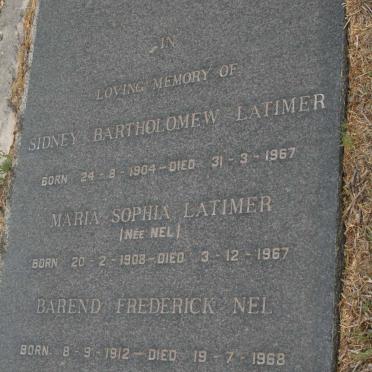 IN
LOVING MEMORY OF
SIDNEY BARTHOLOMEW LATIMER
BORN 24-8-1904 — DIED 31-3-1967
MARIA SOPHIA LATIMER
(NÉE NEL)
BORN 20-2-1908 — DIED 3-12-1967
BAREND FREDERICK NEL
BORN 8-9-1912 — DIED 19-7-1968